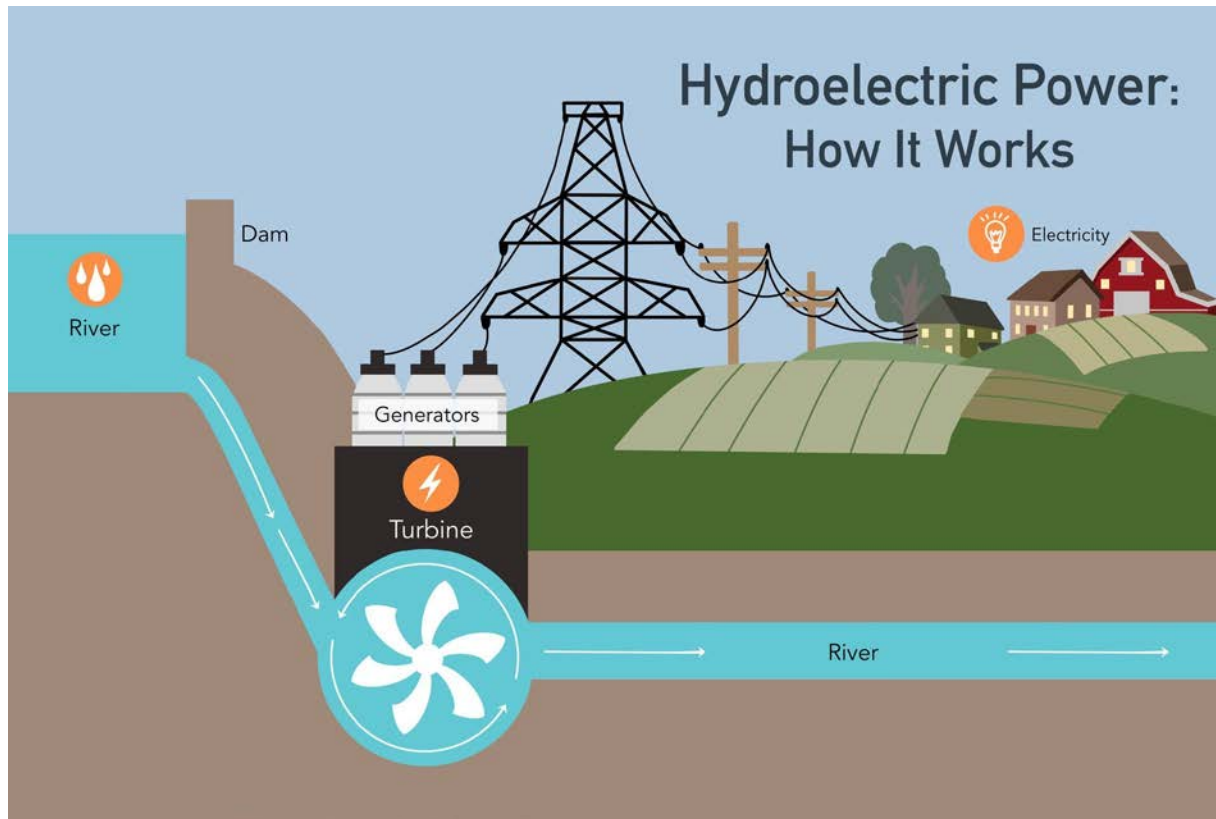 Hydroelectric Power:
How It Works
Dam
Electricity
River
Generators
Turbine
River